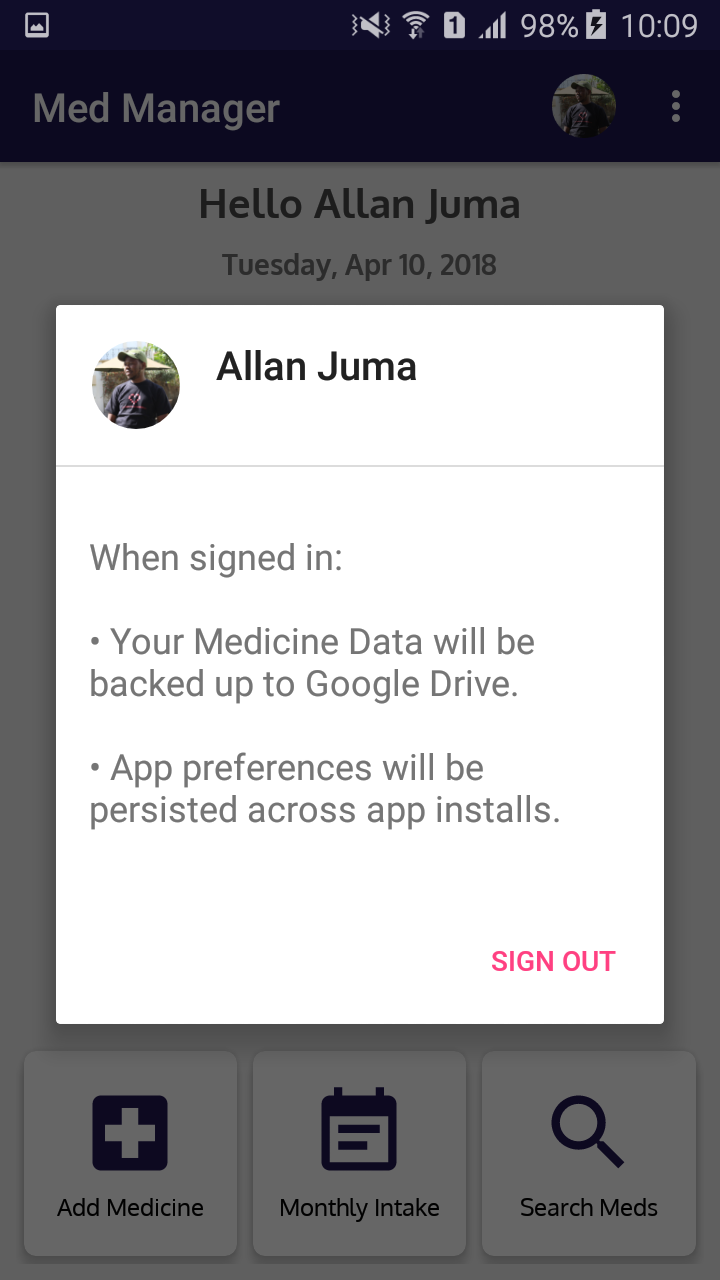 98% 10:09
Med Manager
Hello Allan Juma
Tuesday, Apr 10, 2018
Allan Juma
When signed in:
• Your Medicine Data will be
backed up to Google Drive.
• App preferences will be
persisted across app installs.
SIGN OUT
Add Medicine
Monthly Intake
Search Meds